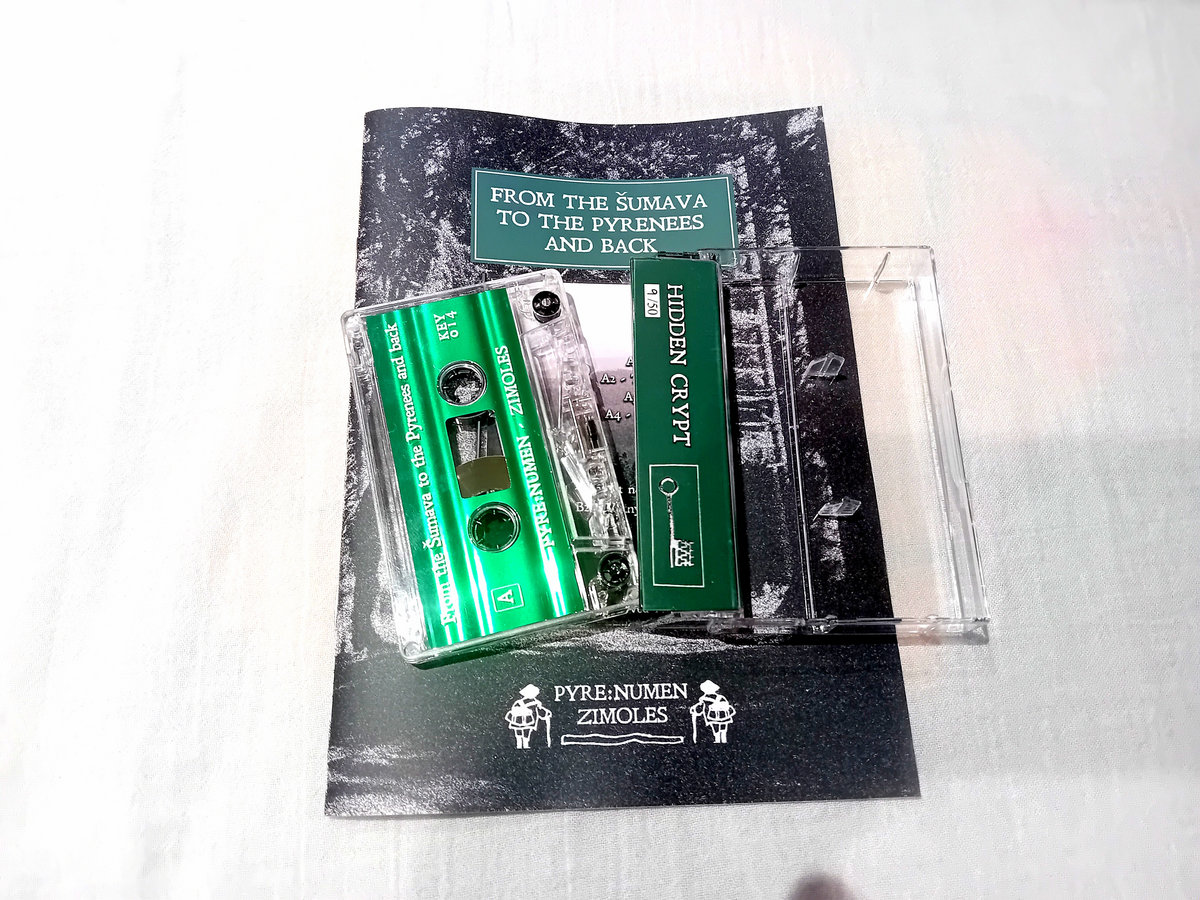 FROM THE ŠUMAVA
TO THE PYRENEES
AND BACK
From the Šumava to the Pyrenees and back
KEY
014
PYRE:NUMEN - ZIMOLES
A
A2 -
A4 -
9/50
HIDDEN CRYPT
PYRE:NUMEN
ZIMOLES